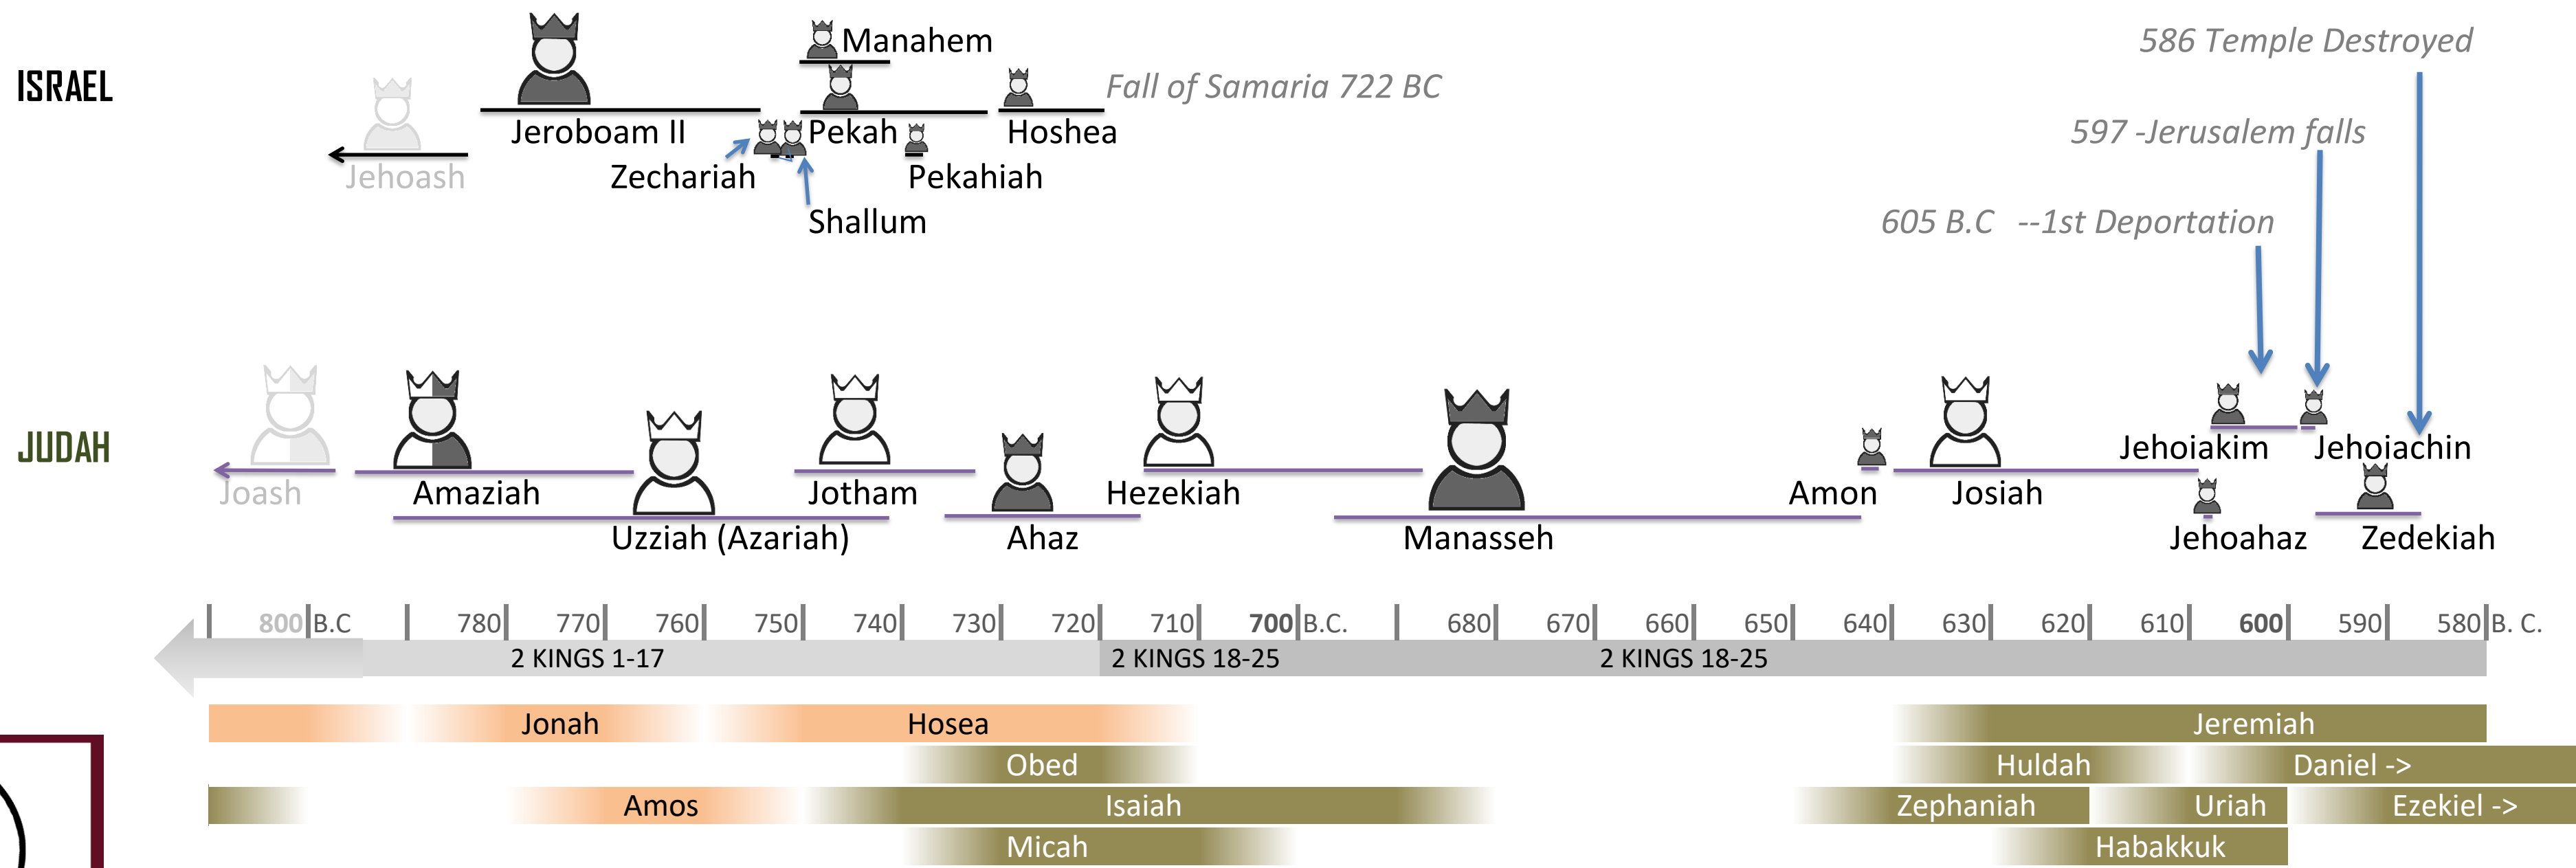 Manahem
586 Temple Destroyed
ISRAEL
Fall of Samaria 722 BC
Jeroboam II
Pekah
Hoshea
597 -Jerusalem falls
Jehoash
Zechariah
Pekahiah
Shallum
605 B.C --1st Deportation
JUDAH
Jehoiakim
Jehoiachin
Joash
Amaziah
Jotham
Hezekiah
Amon
Josiah
Uzziah (Azariah)
Ahaz
Manasseh
Jehoahaz
Zedekiah
800 B.C 780 770 760 750 740 730 720 710 700 B.C. 680 670 660 650 640 630 620 610 600 590 580 B. C.
2 KINGS 1-17 2 KINGS 18-25 2 KINGS 18-25
Jonah Hosea Jeremiah
Obed Huldah Daniel ->
Amos Isaiah Zephaniah Uriah Ezekiel ->
Micah Habakkuk